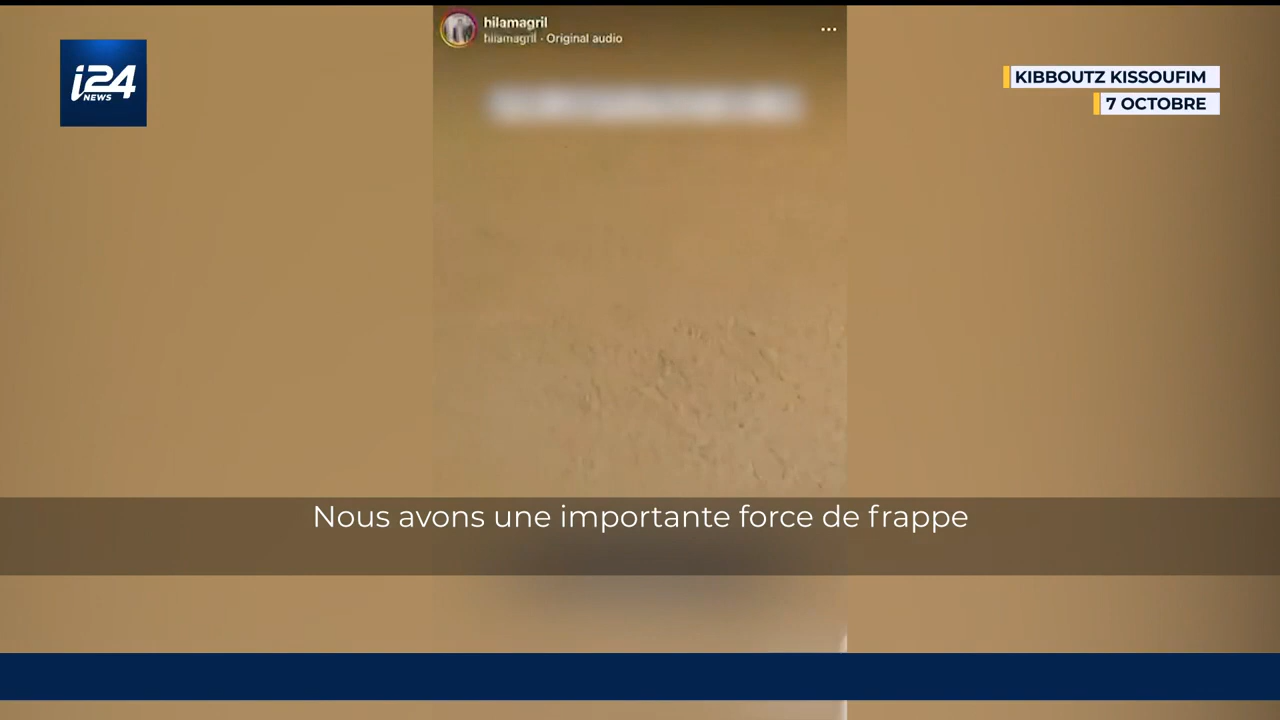 hilamagril
hilamagril · Original audio
i24
NEWS
KIBBOUTZ KISSOUFIM
7 OCTOBRE
Nous avons une importante force de frappe